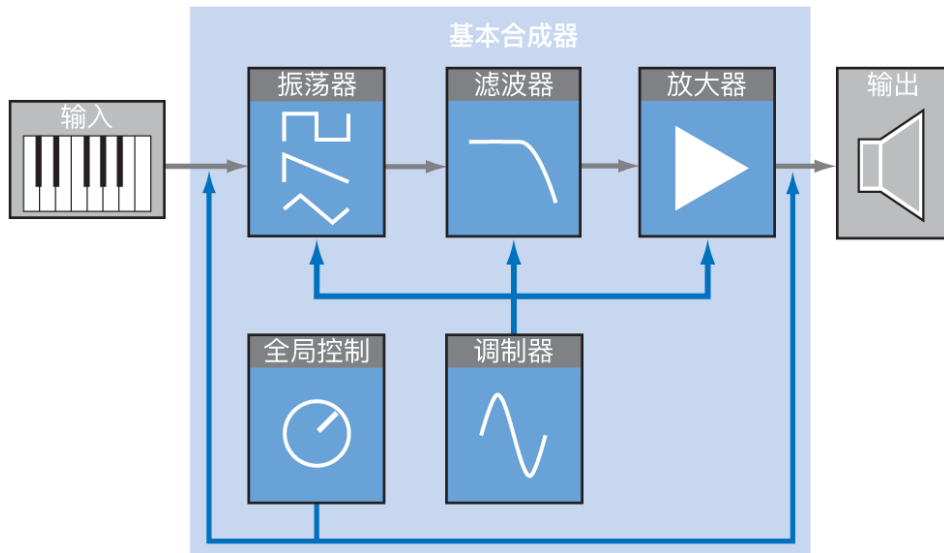 基本合成器
输入
振荡器
滤波器
放大器
输出
全局控制
调制器